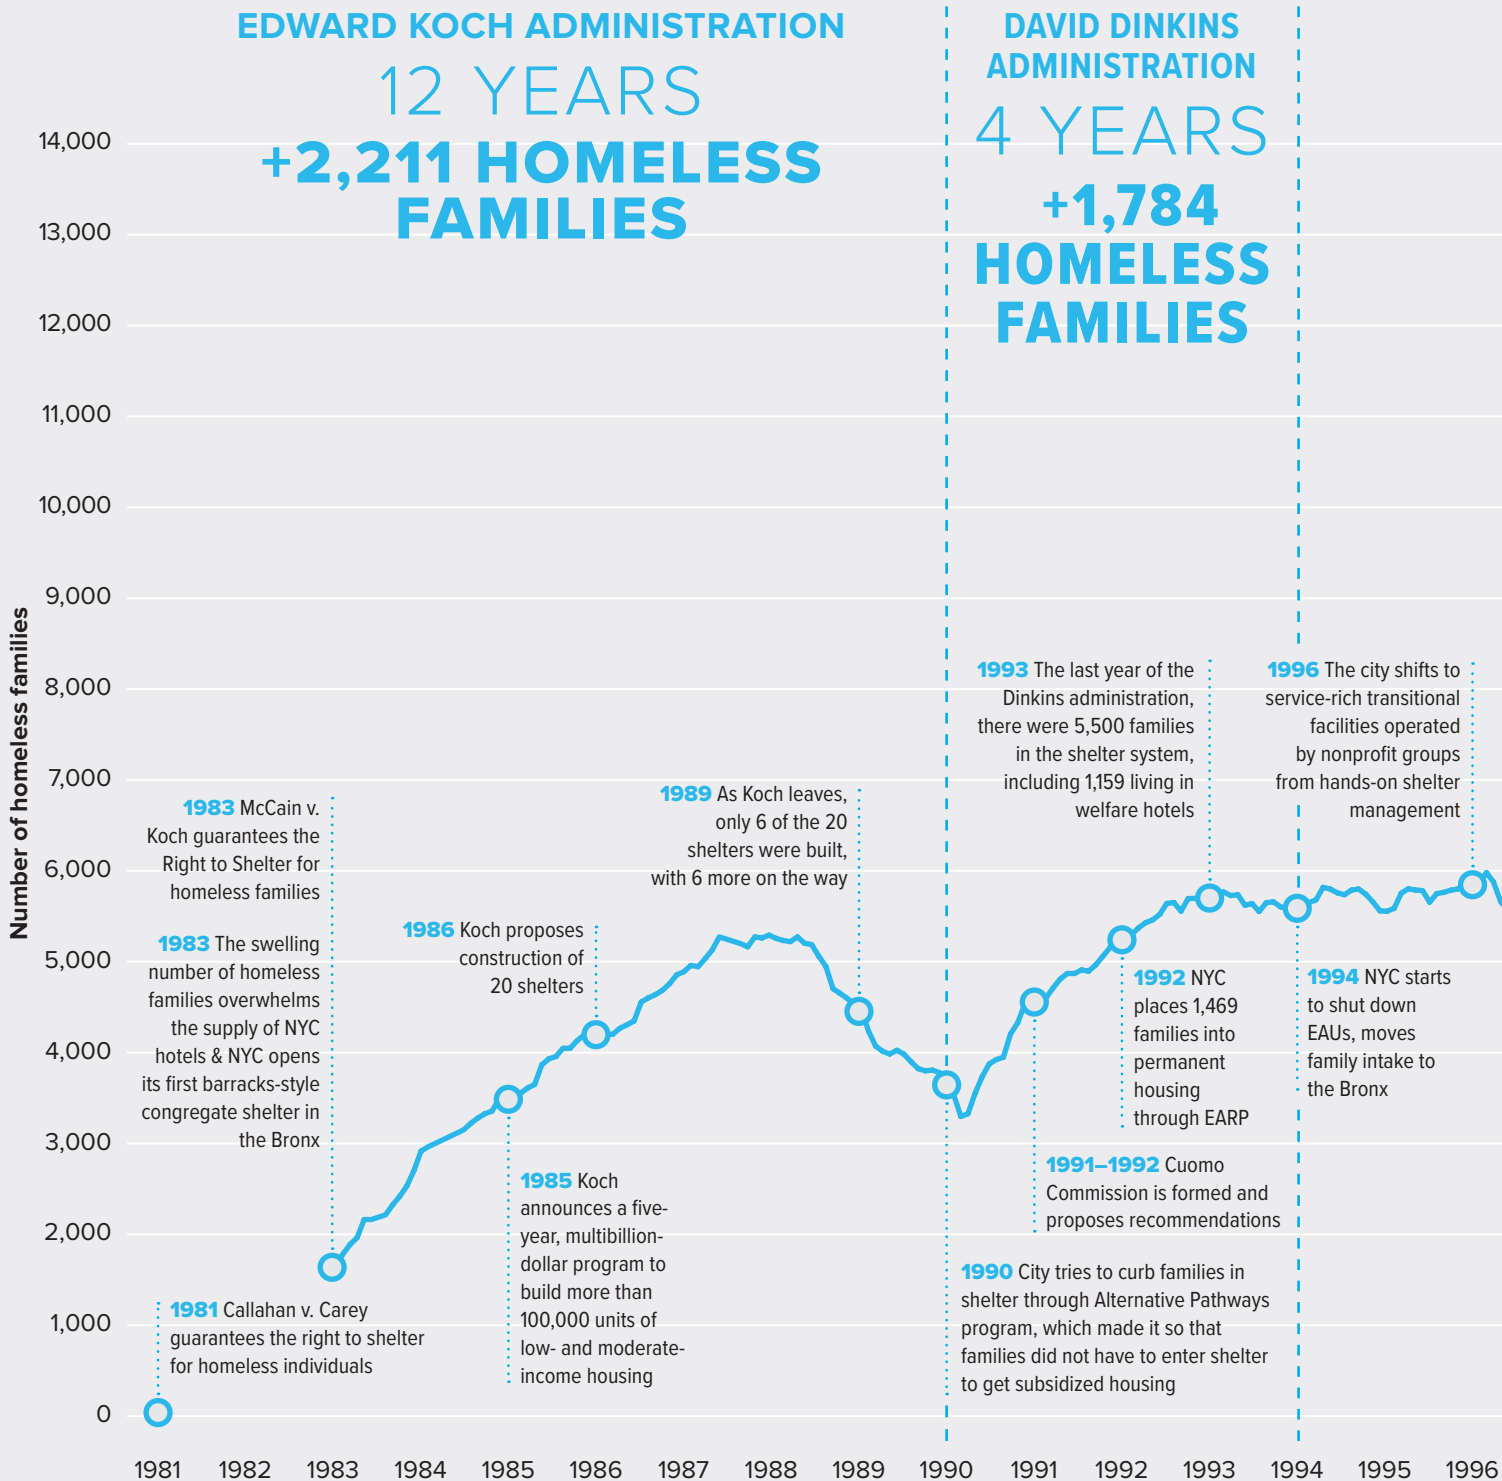 EDWARD KOCH ADMINISTRATION
12 YEARS
+2,211 HOMELESS
FAMILIES
DAVID DINKINS
ADMINISTRATION
4 YEARS
+1,784
HOMELESS
FAMILIES
Number of homeless families
14,000
13,000
12,000
11,000
10,000
9,000
8,000
7,000
6,000
5,000
4,000
3,000
2,000
1,000
0
1981 Callahan v. Carey
guarantees the right to shelter
for homeless individuals
1983 McCain v.
Koch guarantees the
Right to Shelter for
homeless families
1983 The swelling
number of homeless
families overwhelms
the supply of NYC
hotels & NYC opens
its first barracks-style
congregate shelter in
the Bronx
1985 Koch
announces a five-
year, multibillion-
dollar program to
build more than
100,000 units of
low- and moderate-
income housing
1986 Koch proposes
construction of
20 shelters
1989 As Koch leaves,
only 6 of the 20
shelters were built,
with 6 more on the way
1990 City tries to curb families in
shelter through Alternative Pathways
program, which made it so that
families did not have to enter shelter
to get subsidized housing
1991–1992 Cuomo
Commission is formed and
proposes recommendations
1992 NYC
places 1,469
families into
permanent
housing
through EARP
1993 The last year of the
Dinkins administration,
there were 5,500 families
in the shelter system,
including 1,159 living in
welfare hotels
1994 NYC starts
to shut down
EAUs, moves
family intake to
the Bronx
1996 The city shifts to
service-rich transitional
facilities operated
by nonprofit groups
from hands-on shelter
management
1981 1982 1983 1984 1985 1986 1987 1988 1989 1990 1991 1992 1993 1994 1995 1996